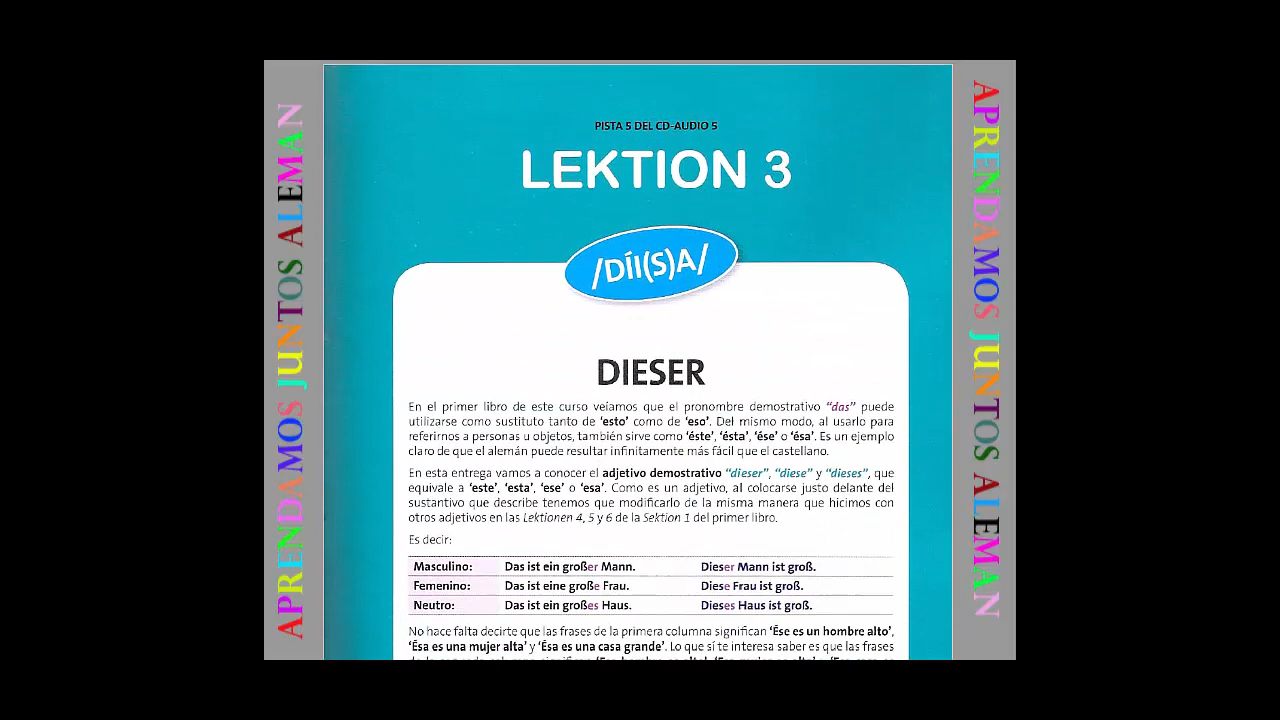 PISTA 5 DEL CD-AUDIO 5
LEKTION 3
/DÍI(S)A/
DIESER
En el primer libro de este curso veíamos que el pronombre demostrativo “das” puede
utilizarse como sustituto tanto de ‘esto’ como de ‘eso’. Del mismo modo, al usarlo para
referirnos a personas u objetos, también sirve como ‘éste’, ‘ésta’, ‘ése’ o ‘ésa’. Es un ejemplo
claro de que el alemán puede resultar infinitamente más fácil que el castellano.
En esta entrega vamos a conocer el adjetivo demostrativo “dieser”, “diese” y “dieses”, que
equivale a ‘este’, ‘esta’, ‘ese’ o ‘esa’. Como es un adjetivo, al colocarse justo delante del
sustantivo que describe tenemos que modificarlo de la misma manera que hicimos con
otros adjetivos en las Lektionen 4, 5 y 6 de la Sektion 1 del primer libro.
Es decir:
Masculino: Das ist ein großer Mann. Dieser Mann ist groß.
Femenino: Das ist eine große Frau. Diese Frau ist groß.
Neutro: Das ist ein großes Haus. Dieses Haus ist groß.
No hace falta decirte que las frases de la primera columna significan ‘Ése es un hombre alto’,
‘Ésa es una mujer alta’ y ‘Ésa es una casa grande’. Lo que sí te interesa saber es que las frases
APRENDAMOS JUNTOS ALEMAN
APRENDAMOS JUNTOS ALEMAN